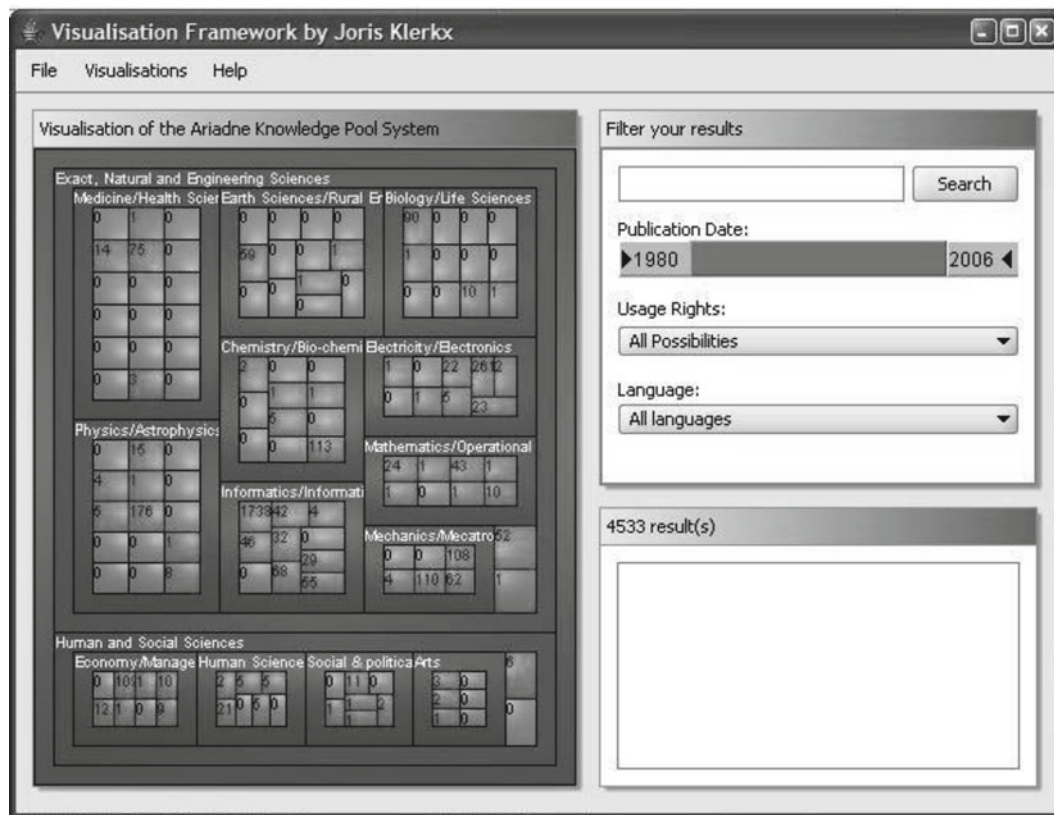 Visualisation Framework by Joris Klerkx
File Visualisations Help
Visualisation of the Ariadne Knowledge Pool System
Exact, Natural and Engineering Sciences
Medicine/Health Scier
0 1 0
14 75 0
0 0 0
0 0 0
0 0 0
0 3 0
Earth Sciences/Rural Er
0 0 0 0
59 0 0 1
0 0 1 0
0
Biology/Life Sciences
90 0 0 0
1 0 0 0
0 0 10 1
Chemistry/Bio-chemi
2 0 0
0 1 1
5 0
0 0 113
Electricity/Electronics
1 0 22 26 12
0 1 5 23
Physics/Astrophysics
0 15 0
4 1 0
5 176 0
0 0 1
0 0 8
Mathematics/Operational
24 1 43 1
1 0 1 10
Informatics/Informati
1738 42 4
46 32 0
29
0 68 55
Mechanics/Mecatro
0 0 108
4 110 62
52
1
Human and Social Sciences
Economy/Manage
0 109 1 10
12 1 0 9
Human Science
2 5 5
21 0 6 0
Social & politica
0 11 0
1 1 2
1
Arts
3 0
2 0
1 0
6
0
Filter your results
Search
Publication Date:
1980 2006
Usage Rights:
All Possibilities
Language:
All languages
4533 result(s)